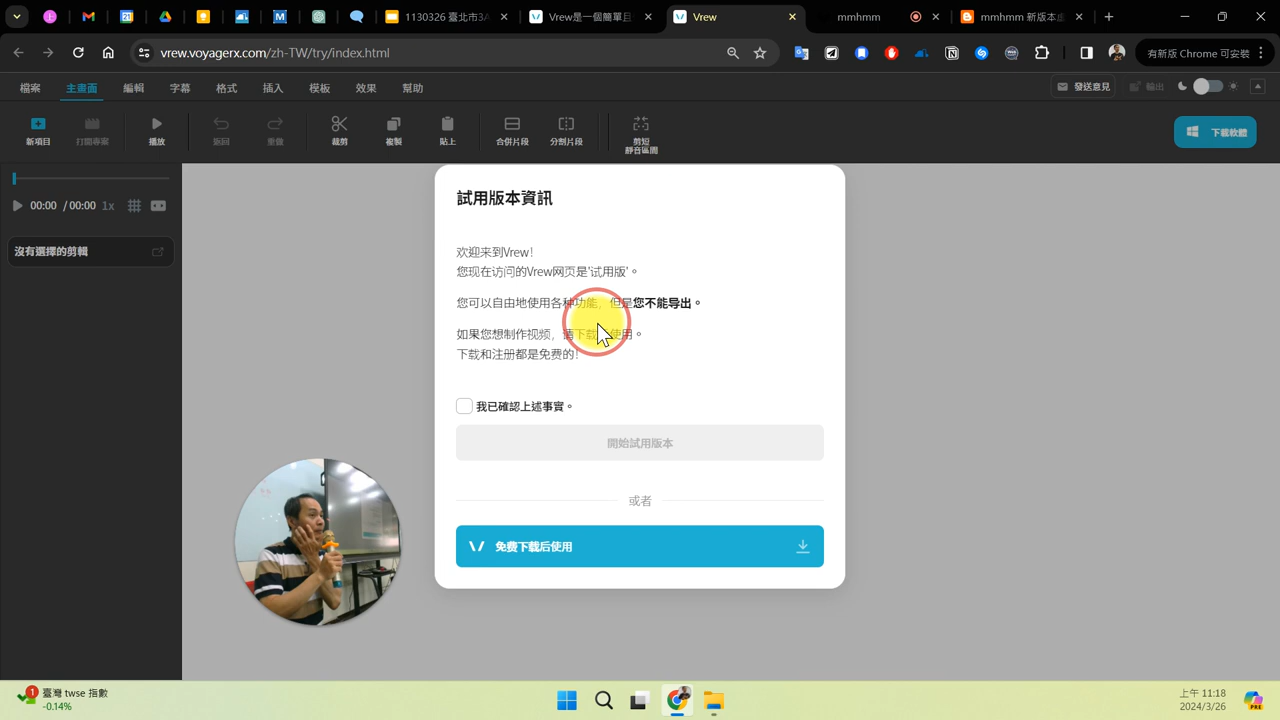 1130326 臺北市3A
Vrew是一個簡單且
Vrew
mmhmm
mmhmm 新版本虛
vrew.voyagerx.com/zh-TW/try/index.html
有新版 Chrome 可安裝
檔案 主畫面 編輯 字幕 格式 插入 模板 效果 幫助
發送意見 輸出
新項目 打開專案 播放 返回 重做 裁剪 複製 貼上 合併片段 分割片段 剪短
靜音區間
下載軟體
00:00 / 00:00 1x
沒有選擇的剪輯
試用版本資訊
欢迎来到Vrew!
您现在访问的Vrew网页是'试用版'。
您可以自由地使用各种功能，但是您不能导出。
如果您想制作视频，请下载后使用。
下载和注册都是免费的!
我已確認上述事實。
開始試用版本
或者
免费下载后使用
1
臺灣 twse 指數
-0.14%
上午 11:18
2024/3/26
PRE